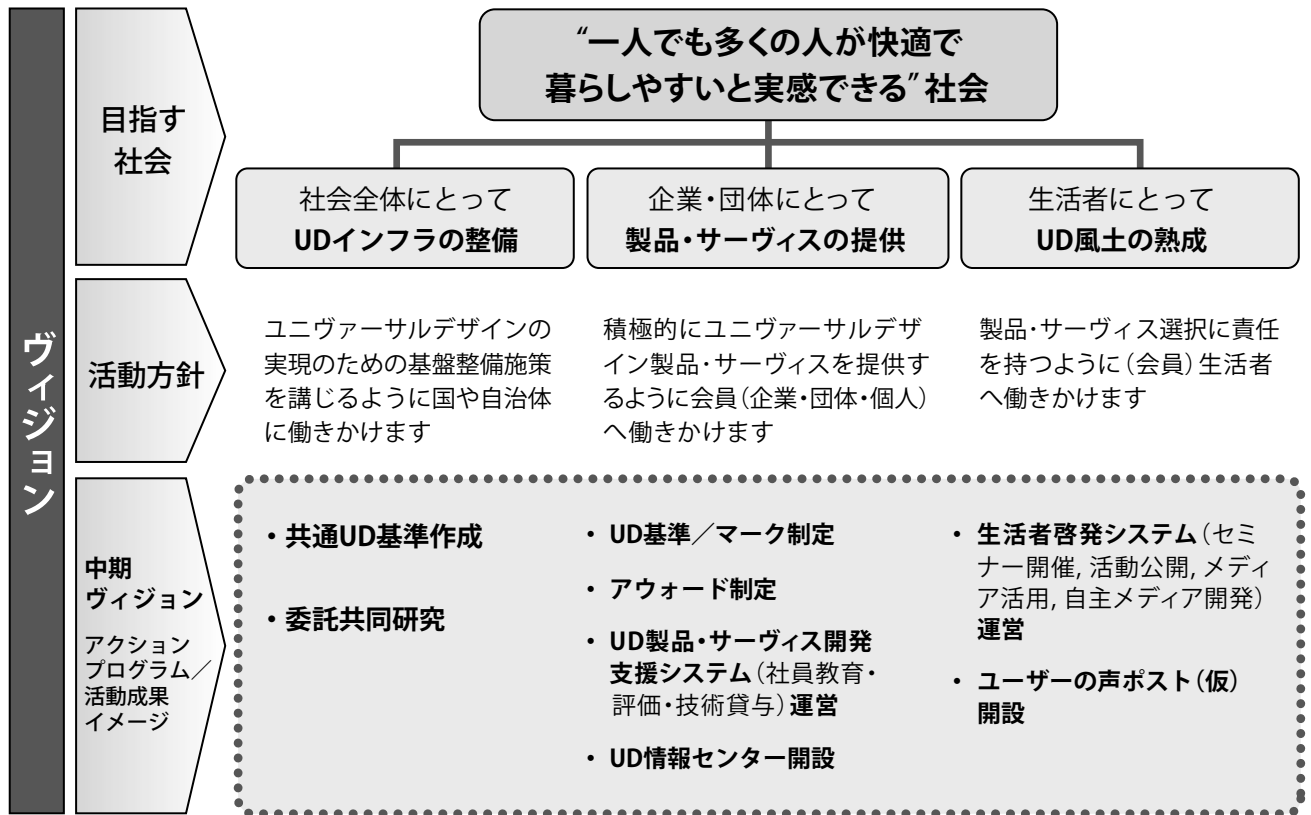 ヴィジョン
目指す
社会
“一人でも多くの人が快適で
暮らしやすいと実感できる”社会
社会全体にとって
UDインフラの整備
企業・団体にとって
製品・サーヴィスの提供
生活者にとって
UD風土の熟成
活動方針
ユニヴァーサルデザインの
実現のための基盤整備施策
を講じるように国や自治体
に働きかけます
積極的にユニヴァーサルデザ
イン製品・サーヴィスを提供す
るように会員(企業・団体・個人)
へ働きかけます
製品・サーヴィス選択に責任
を持つように(会員)生活者
へ働きかけます
中期
ヴィジョン
アクション
プログラム/
活動成果
イメージ
・共通UD基準作成
・委託共同研究
・UD基準/マーク制定
・アウォード制定
・UD製品・サーヴィス開発
支援システム(社員教育・
評価・技術貸与)運営
・UD情報センター開設
・生活者啓発システム(セミ
ナー開催, 活動公開, メディ
ア活用, 自主メディア開発)
運営
・ユーザーの声ポスト(仮)
開設